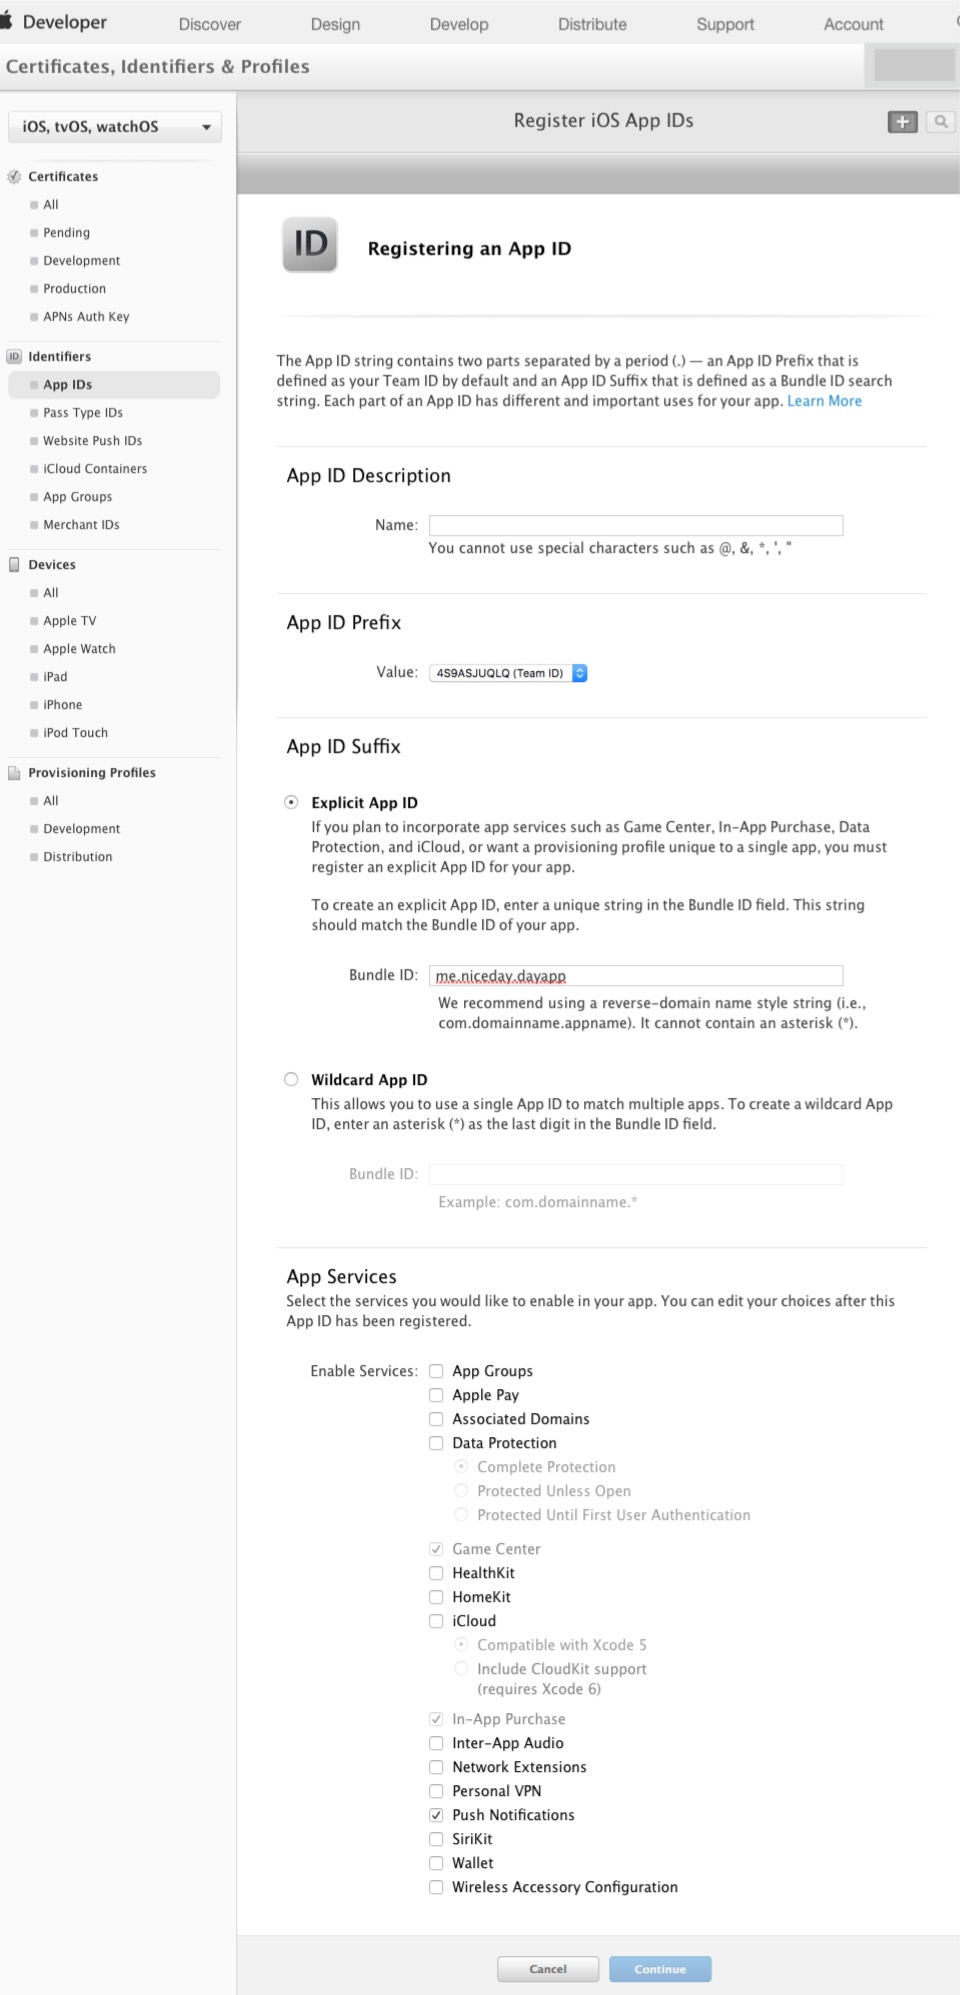 Developer
Discover
Design
Develop
Distribute
Support
Account
Certificates, Identifiers & Profiles
iOS, tvOS, watchOS
Register iOS App IDs
Certificates
All
Pending
Development
Production
APNs Auth Key
ID Identifiers
App IDs
Pass Type IDs
Website Push IDs
iCloud Containers
App Groups
Merchant IDs
Devices
All
Apple TV
Apple Watch
iPad
iPhone
iPod Touch
Provisioning Profiles
All
Development
Distribution
ID
Registering an App ID
The App ID string contains two parts separated by a period (.) — an App ID Prefix that is
defined as your Team ID by default and an App ID Suffix that is defined as a Bundle ID search
string. Each part of an App ID has different and important uses for your app. Learn More
App ID Description
Name:
You cannot use special characters such as @, &, *, ', "
App ID Prefix
Value: 4S9ASJUQLQ (Team ID)
App ID Suffix
Explicit App ID
If you plan to incorporate app services such as Game Center, In-App Purchase, Data
Protection, and iCloud, or want a provisioning profile unique to a single app, you must
register an explicit App ID for your app.
To create an explicit App ID, enter a unique string in the Bundle ID field. This string
should match the Bundle ID of your app.
Bundle ID: me.niceday.dayapp
We recommend using a reverse-domain name style string (i.e.,
com.domainname.appname). It cannot contain an asterisk (*).
Wildcard App ID
This allows you to use a single App ID to match multiple apps. To create a wildcard App
ID, enter an asterisk (*) as the last digit in the Bundle ID field.
Bundle ID:
Example: com.domainname.*
App Services
Select the services you would like to enable in your app. You can edit your choices after this
App ID has been registered.
Enable Services: App Groups
Apple Pay
Associated Domains
Data Protection
Complete Protection
Protected Unless Open
Protected Until First User Authentication
Game Center
HealthKit
HomeKit
iCloud
Compatible with Xcode 5
Include CloudKit support
(requires Xcode 6)
In-App Purchase
Inter-App Audio
Network Extensions
Personal VPN
Push Notifications
SiriKit
Wallet
Wireless Accessory Configuration
Cancel
Continue